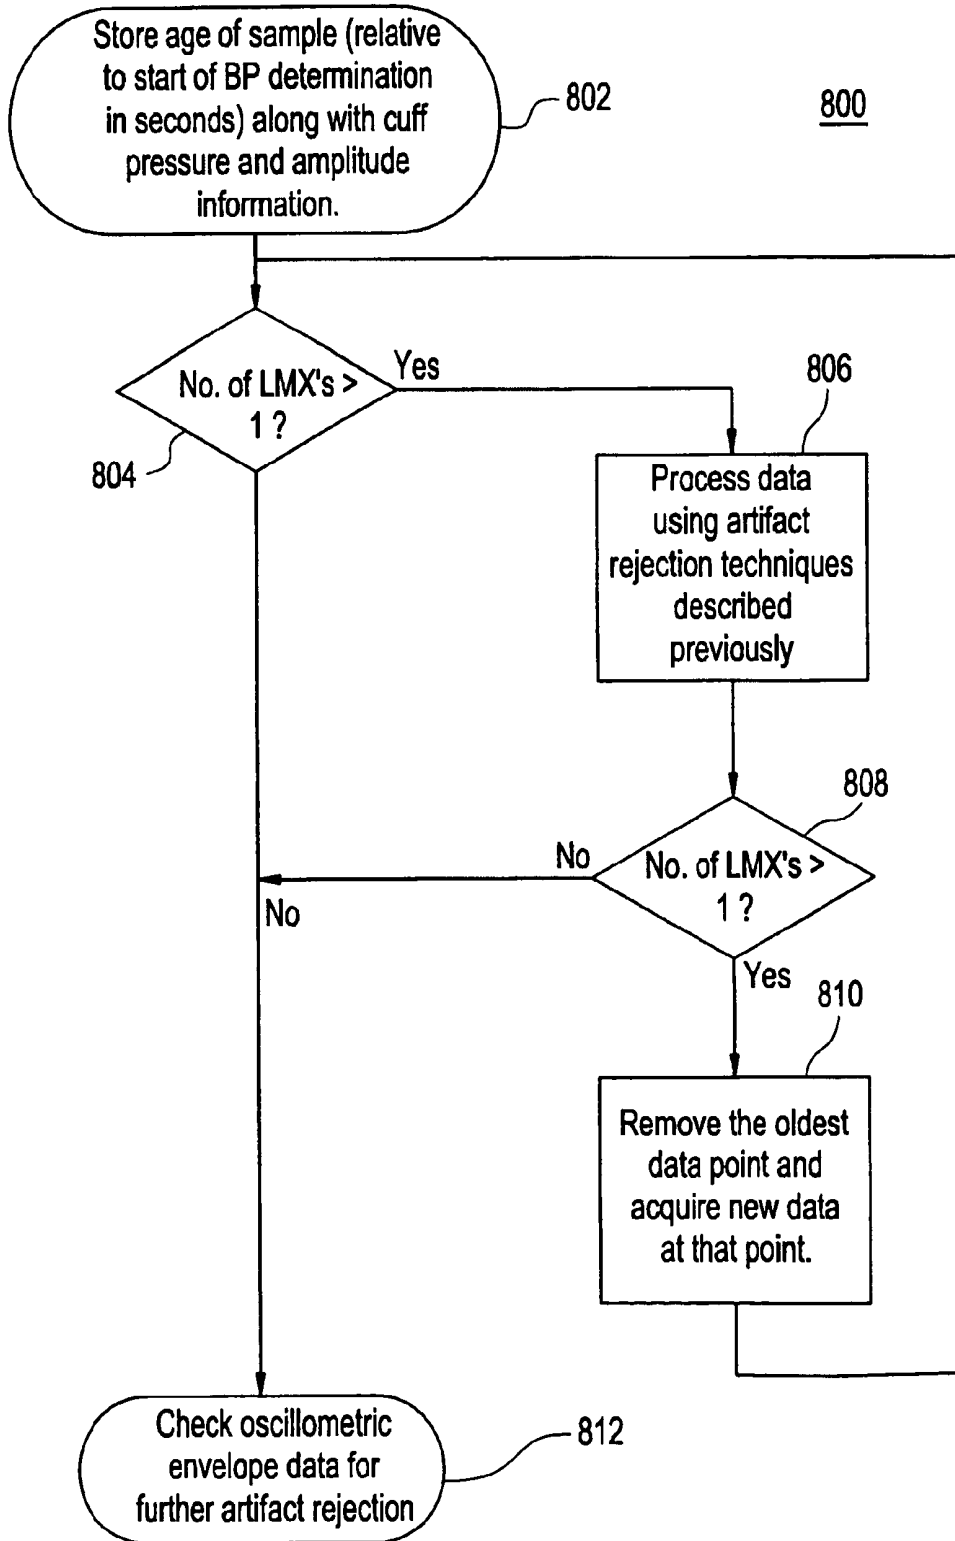 Store age of sample (relative
to start of BP determination
in seconds) along with cuff
pressure and amplitude
information.
802
800
No. of LMX's >
1 ?
Yes
804
806
Process data
using artifact
rejection techniques
described
previously
808
No. of LMX's >
1 ?
No
No
Yes
810
Remove the oldest
data point and
acquire new data
at that point.
Check oscillometric
envelope data for
further artifact rejection
812